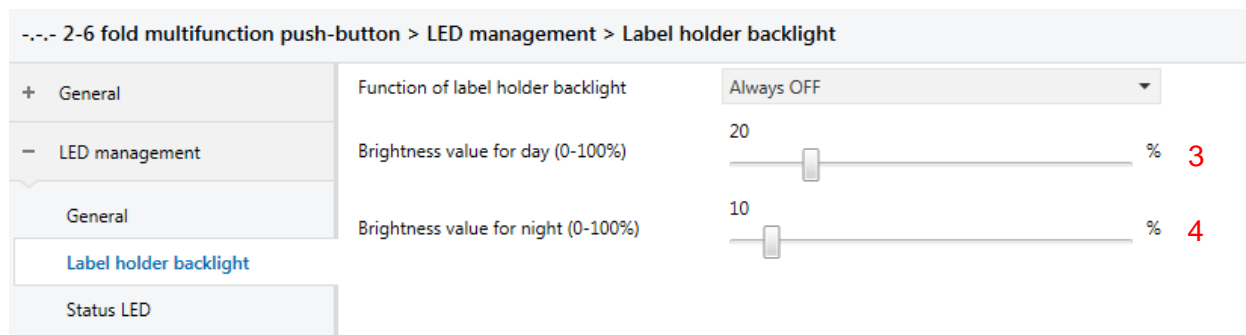 -.-.- 2-6 fold multifunction push-button > LED management > Label holder backlight
+ General
Function of label holder backlight Always OFF
− LED management
20
Brightness value for day (0-100%) % 3
General
10
Brightness value for night (0-100%) % 4
Label holder backlight
Status LED